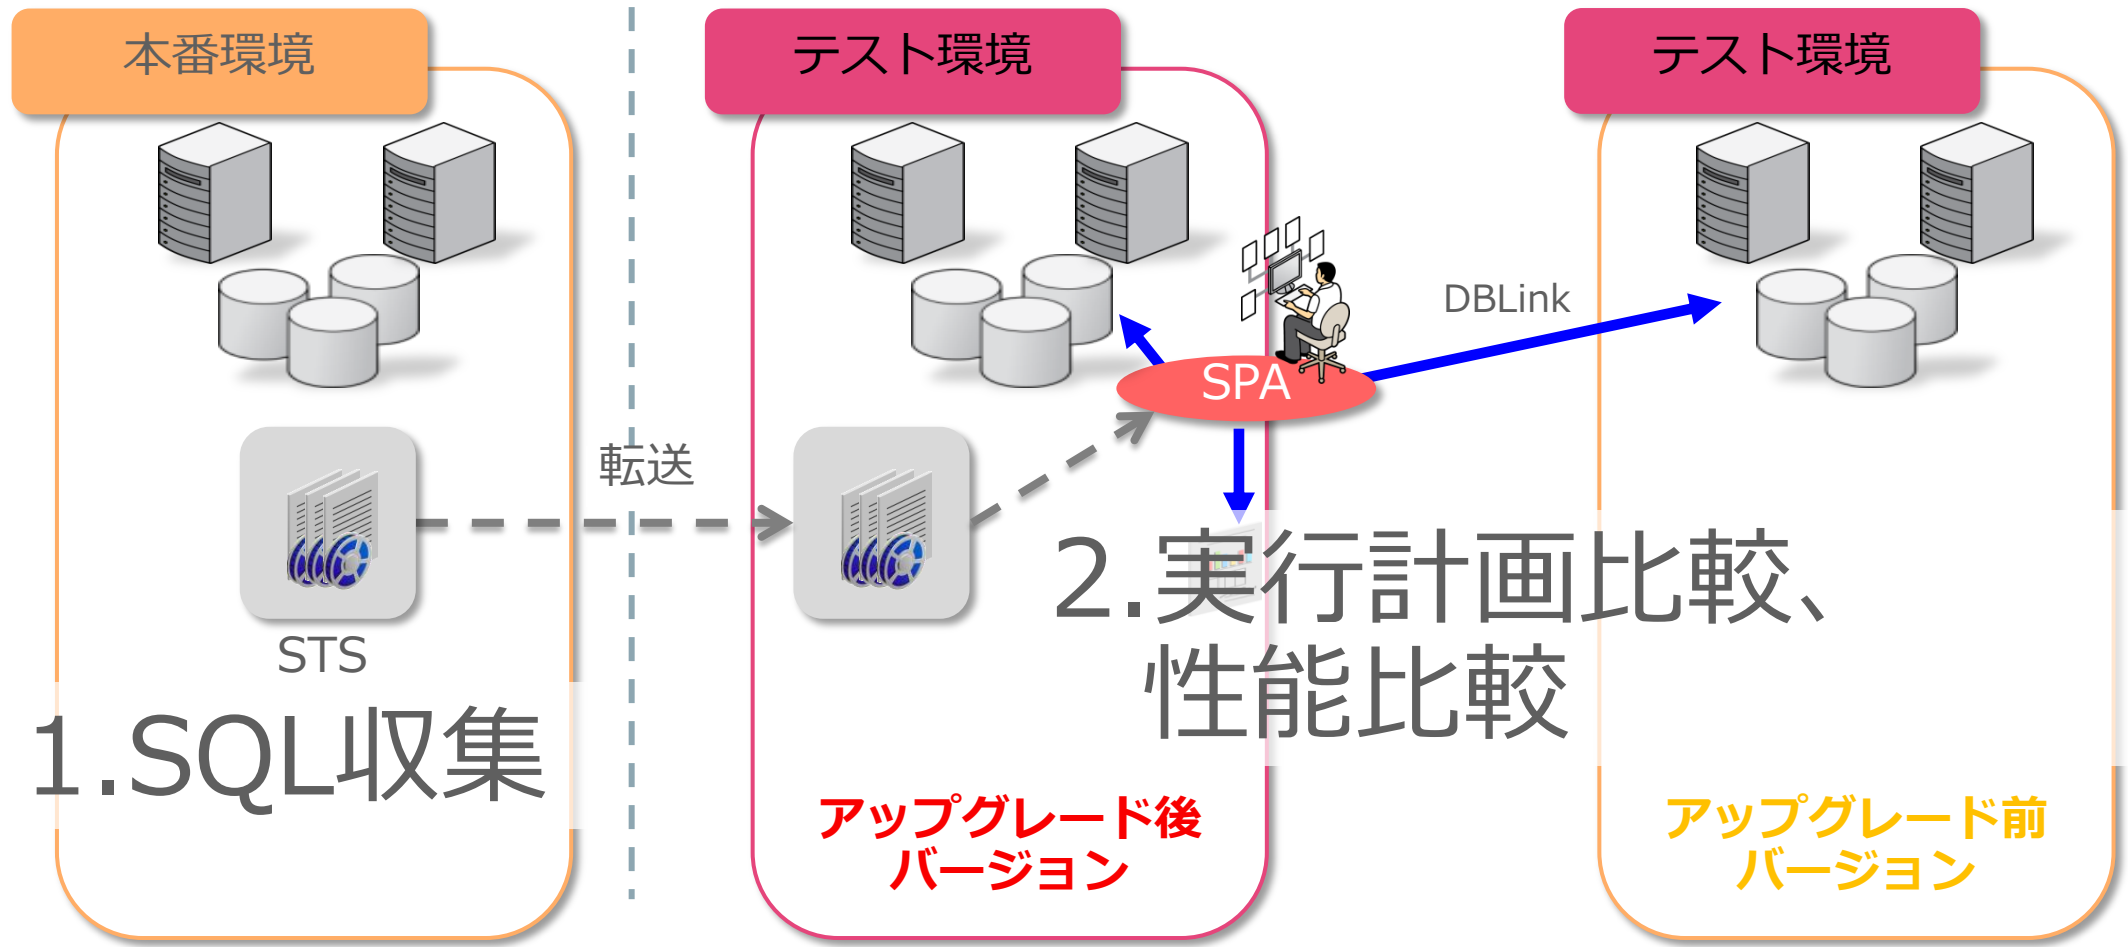 本番環境
テスト環境
テスト環境
DBLink
SPA
転送
STS
1.SQL収集
2.実行計画比較、
性能比較
アップグレード後
バージョン
アップグレード前
バージョン